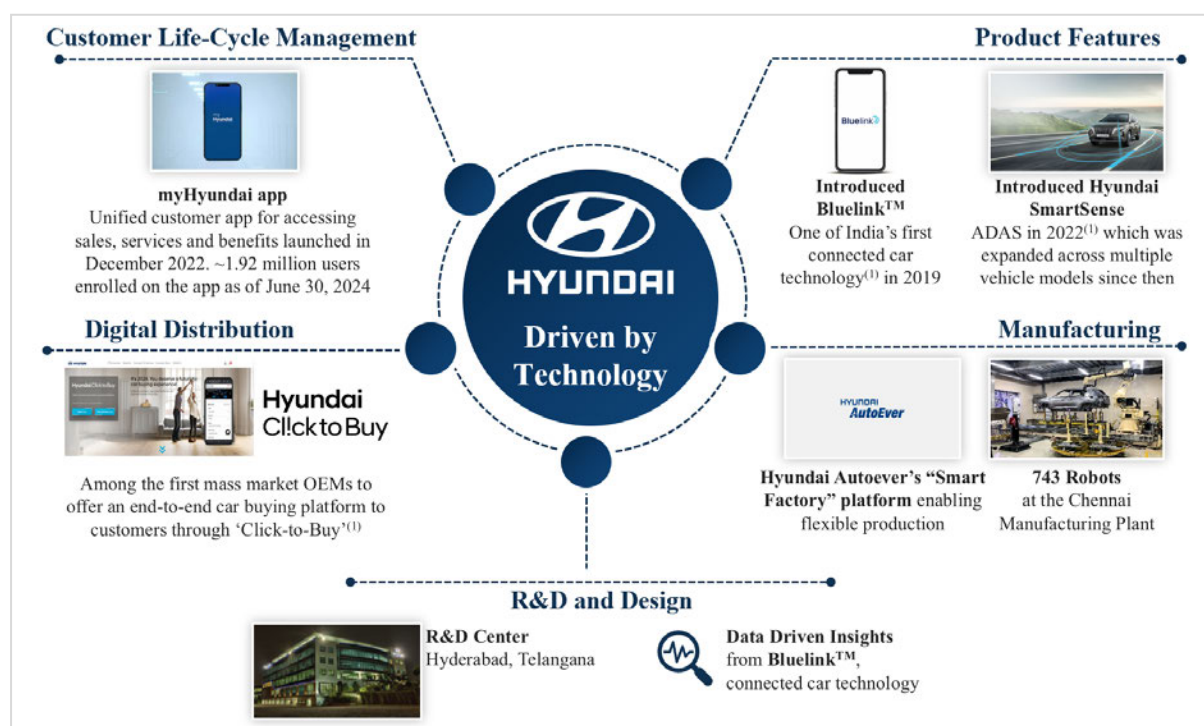 Customer Life-Cycle Management
my
Hyundai
myHyundai app
Unified customer app for accessing
sales, services and benefits launched in
December 2022. ~1.92 million users
enrolled on the app as of June 30, 2024
Digital Distribution
Hyundai
Cl!ck to Buy
Among the first mass market OEMs to
offer an end-to-end car buying platform to
customers through ‘Click-to-Buy’(1)
HYUNDAI
Driven by
Technology
Product Features
Bluelink
Introduced
Bluelink™
One of India’s first
connected car
technology(1) in 2019
Introduced Hyundai
SmartSense
ADAS in 2022(1) which was
expanded across multiple
vehicle models since then
Manufacturing
HYUNDAI
AutoEver
Hyundai Autoever’s “Smart
Factory” platform enabling
flexible production
743 Robots
at the Chennai
Manufacturing Plant
R&D and Design
R&D Center
Hyderabad, Telangana
Data Driven Insights
from Bluelink™,
connected car technology